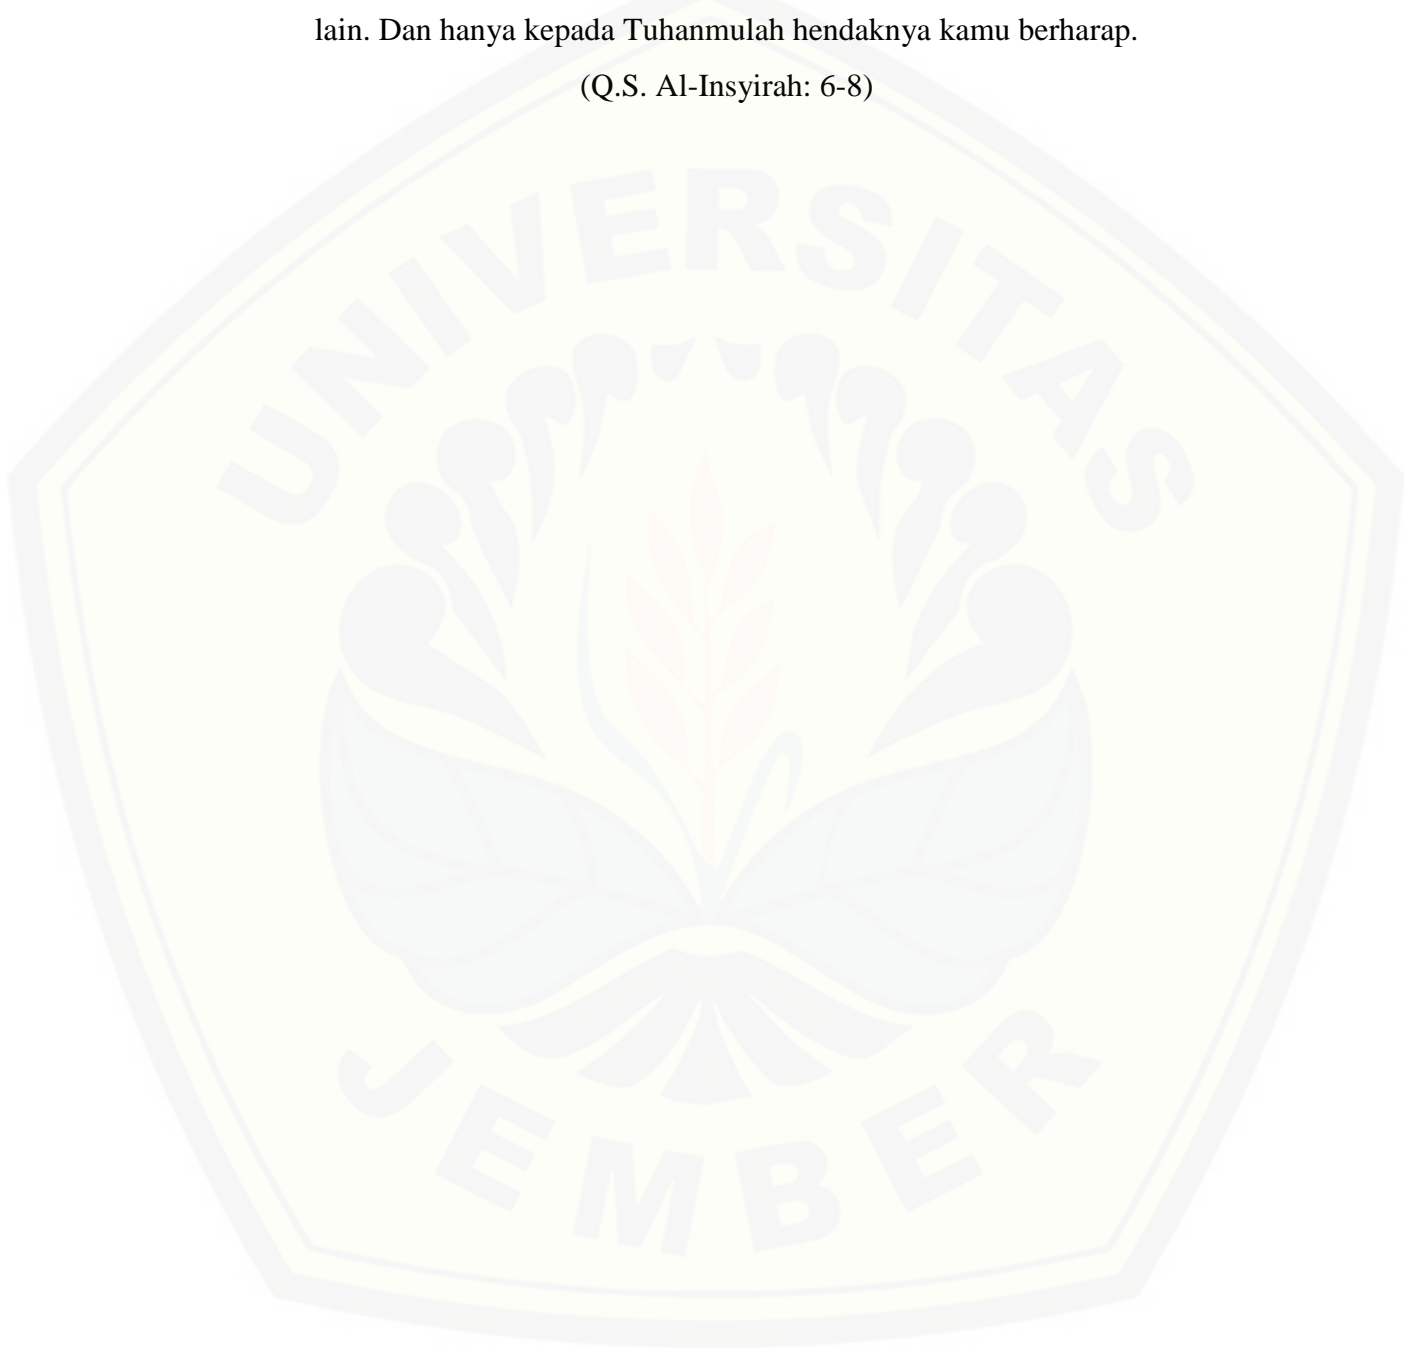 lain. Dan hanya kepada Tuhanmulah hendaknya kamu berharap.
(Q.S. Al-Insyirah: 6-8)
UNIVERSITAS
JEMBER